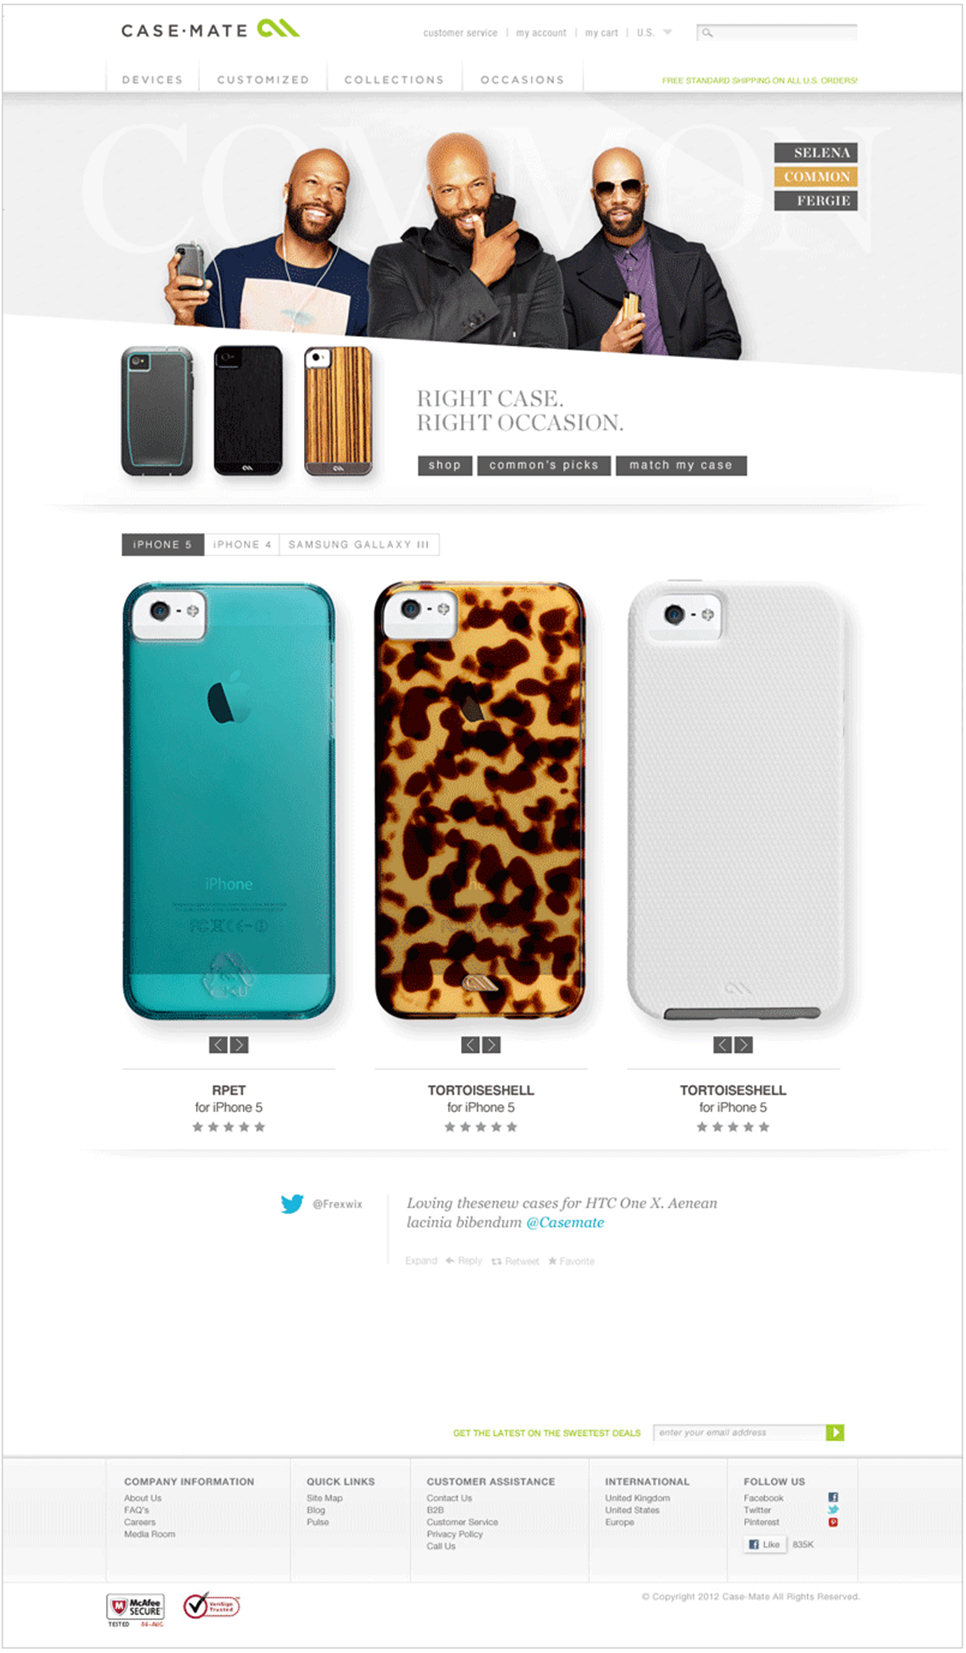 CASE·MATE
customer service | my account | my cart | U.S.
DEVICES CUSTOMIZED COLLECTIONS OCCASIONS
FREE STANDARD SHIPPING ON ALL U.S. ORDERS!
COMMON
SELENA
COMMON
FERGIE
RIGHT CASE.
RIGHT OCCASION.
shop common's picks match my case
iPHONE 5 iPHONE 4 SAMSUNG GALLAXY III
iPhone
RPET
for iPhone 5
TORTOISESHELL
for iPhone 5
TORTOISESHELL
for iPhone 5
@Frexwix
Loving thesenew cases for HTC One X. Aenean
lacinia bibendum @Casemate
Expand Reply Retweet Favorite
GET THE LATEST ON THE SWEETEST DEALS
enter your email address
COMPANY INFORMATION
About Us
FAQ's
Careers
Media Room
QUICK LINKS
Site Map
Blog
Pulse
CUSTOMER ASSISTANCE
Contact Us
B2B
Customer Service
Privacy Policy
Call Us
INTERNATIONAL
United Kingdom
United States
Europe
FOLLOW US
Facebook
Twitter
Pinterest
Like 835K
McAfee
SECURE
TESTED 06-AUG
VeriSign
Trusted
© Copyright 2012 Case-Mate All Rights Reserved.